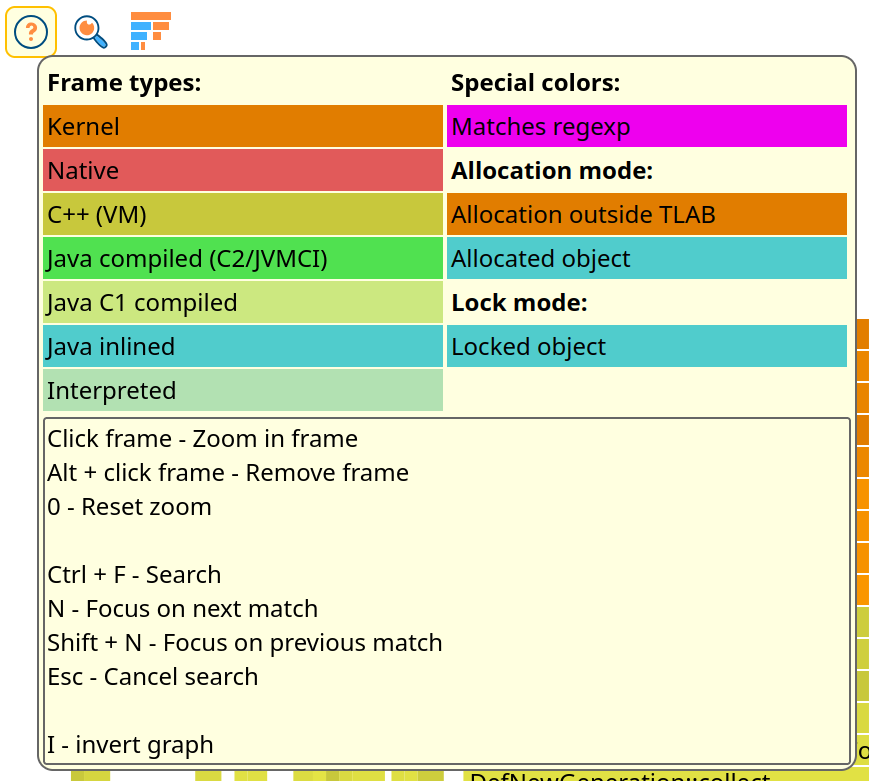 ?
Frame types:
Special colors:
Kernel
Matches regexp
Native
Allocation mode:
C++ (VM)
Allocation outside TLAB
Java compiled (C2/JVMCI)
Allocated object
Java C1 compiled
Lock mode:
Java inlined
Locked object
Interpreted
Click frame - Zoom in frame
Alt + click frame - Remove frame
0 - Reset zoom
Ctrl + F - Search
N - Focus on next match
Shift + N - Focus on previous match
Esc - Cancel search
I - invert graph
DefNewGeneration::collect